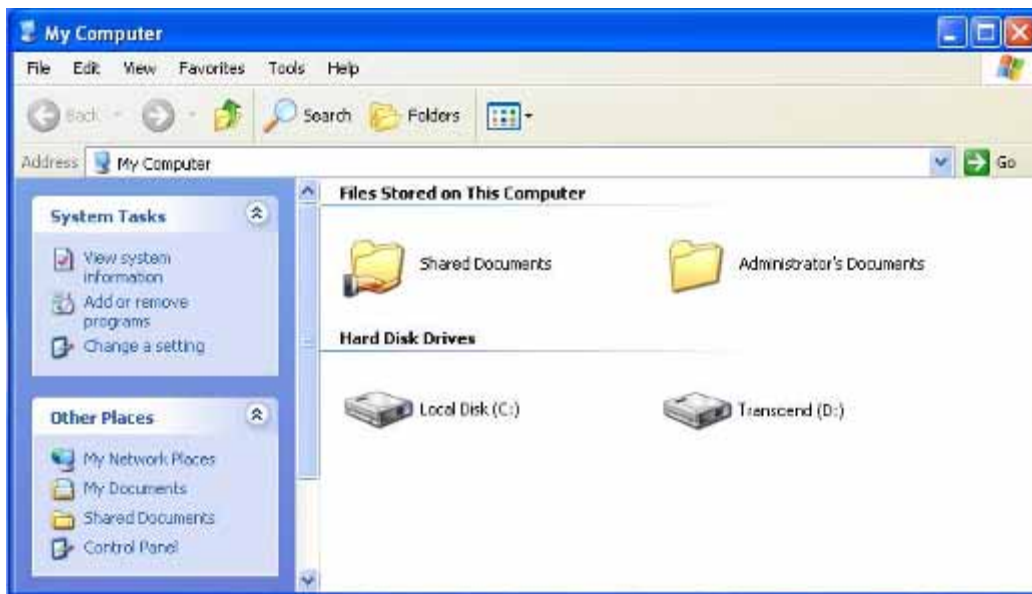 My Computer
File Edit View Favorites Tools Help
Back Search Folders
Address My Computer Go
System Tasks
View system
information
Add or remove
programs
Change a setting
Other Places
My Network Places
My Documents
Shared Documents
Control Panel
Files Stored on This Computer
Shared Documents Administrator's Documents
Hard Disk Drives
Local Disk (C:) Transcend (D:)